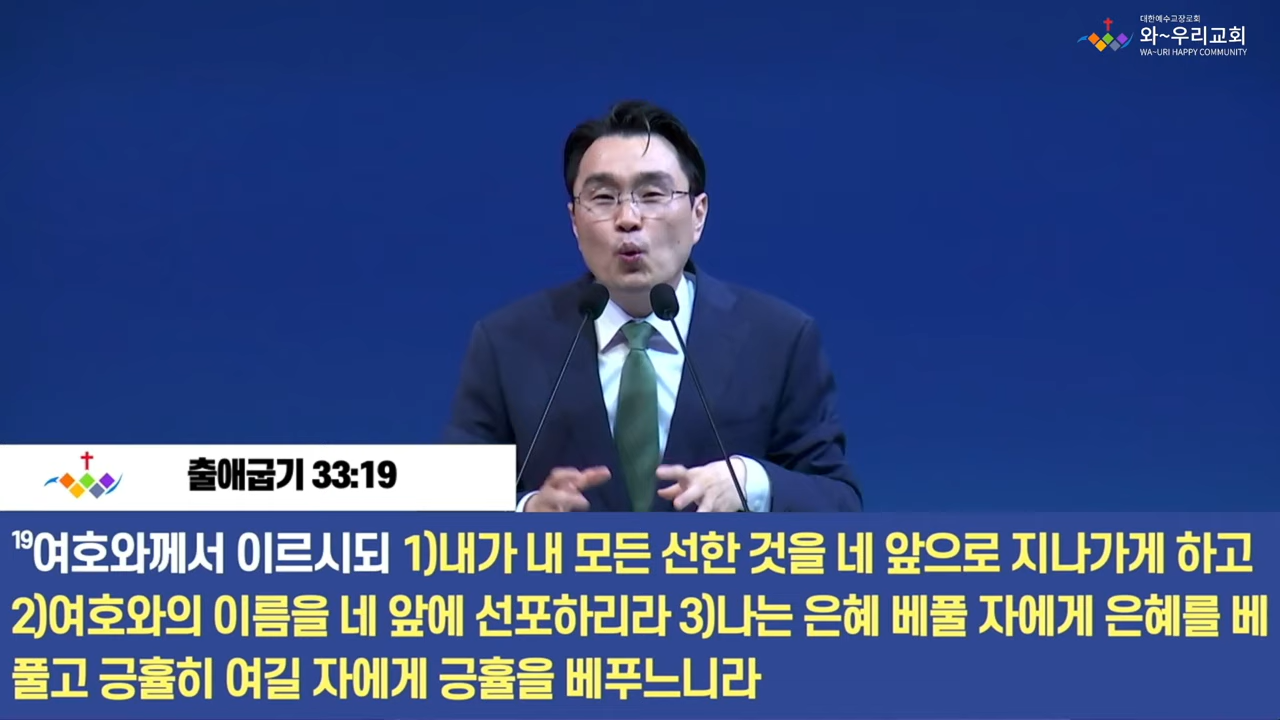 대한예수교장로회
와~우리교회
WA~URI HAPPY COMMUNITY
출애굽기 33:19
19여호와께서 이르시되 1)내가 내 모든 선한 것을 네 앞으로 지나가게 하고
2)여호와의 이름을 네 앞에 선포하리라 3)나는 은혜 베풀 자에게 은혜를 베
풀고 긍휼히 여길 자에게 긍휼을 베푸느니라